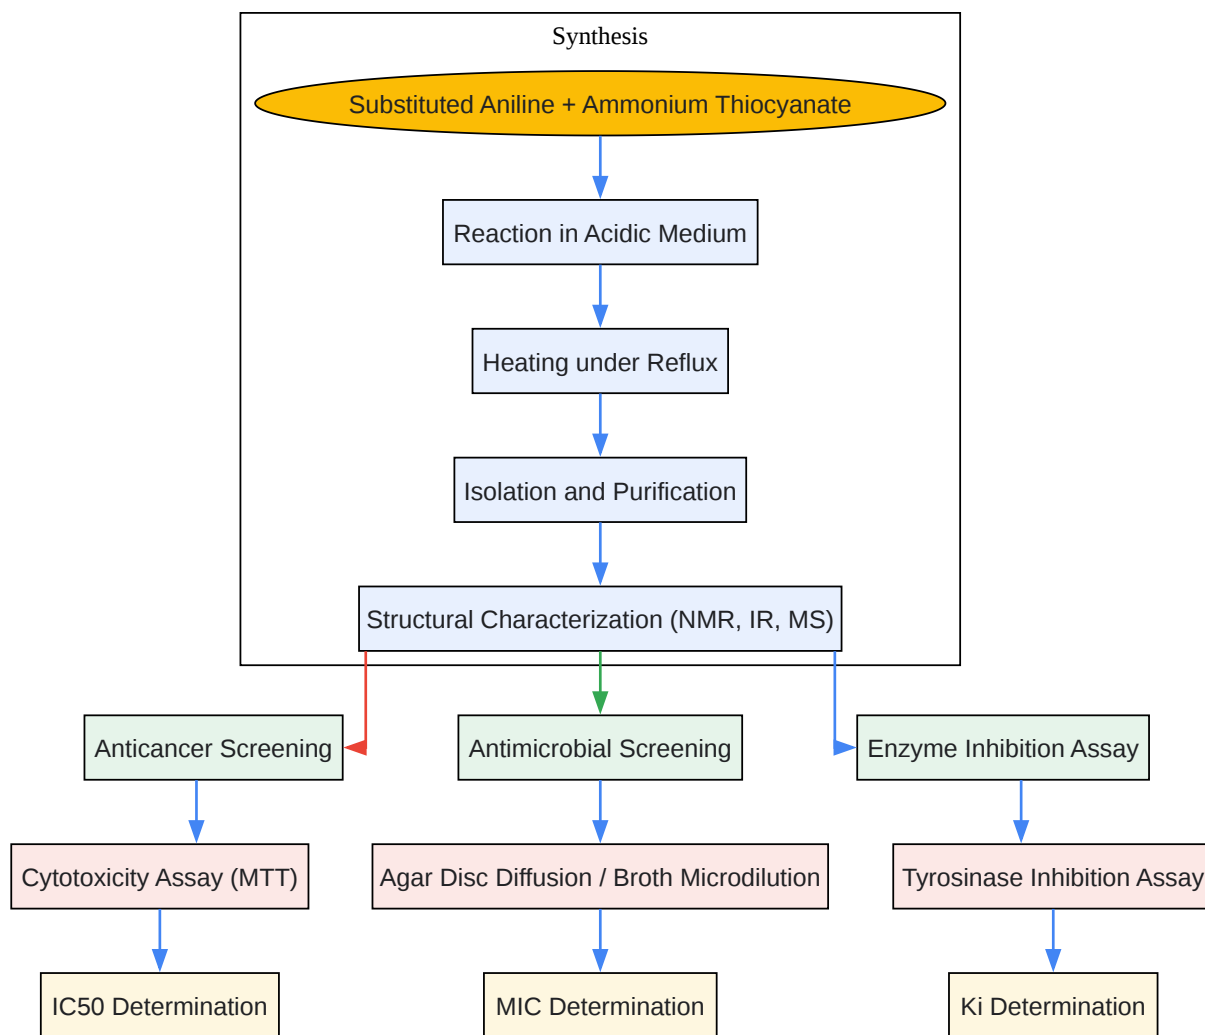 Synthesis
Substituted Aniline + Ammonium Thiocyanate
Reaction in Acidic Medium
Heating under Reflux
Isolation and Purification
Structural Characterization (NMR, IR, MS)
Anticancer Screening
Antimicrobial Screening
Enzyme Inhibition Assay
Cytotoxicity Assay (MTT)
Agar Disc Diffusion / Broth Microdilution
Tyrosinase Inhibition Assay
IC50 Determination
MIC Determination
Ki Determination